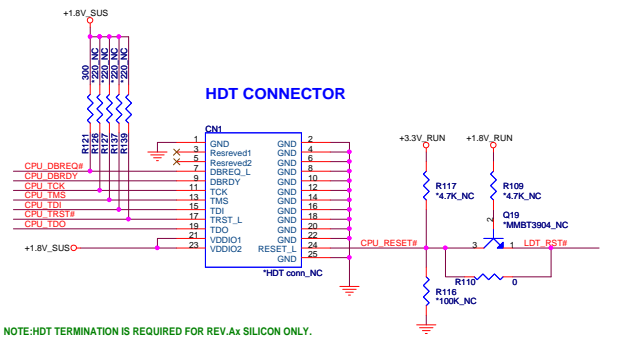 +1.8V_SUS
300
*220_NC
*220_NC
*220_NC
*220_NC
R121
R126
R127
R137
R139
HDT CONNECTOR
CN1
1 GND GND 2
3 Resreved1 GND 4
5 Resreved2 GND 6
7 DBREQ_L GND 8
9 DBRDY GND 10
11 TCK GND 12
13 TMS GND 14
15 TDI GND 16
17 TRST_L GND 18
19 TDO GND 20
21 VDDIO1 GND 22
23 VDDIO2 RESET_L 24
GND 25
*HDT conn_NC
CPU_DBREQ#
CPU_DBRDY
CPU_TCK
CPU_TMS
CPU_TDI
CPU_TRST#
CPU_TDO
+1.8V_SUS
+3.3V_RUN
+1.8V_RUN
R117
*4.7K_NC
R109
*4.7K_NC
Q19
*MMBT3904_NC
2
CPU_RESET#
3
1
LDT_RST#
R110
0
R116
*100K_NC
NOTE:HDT TERMINATION IS REQUIRED FOR REV.Ax SILICON ONLY.